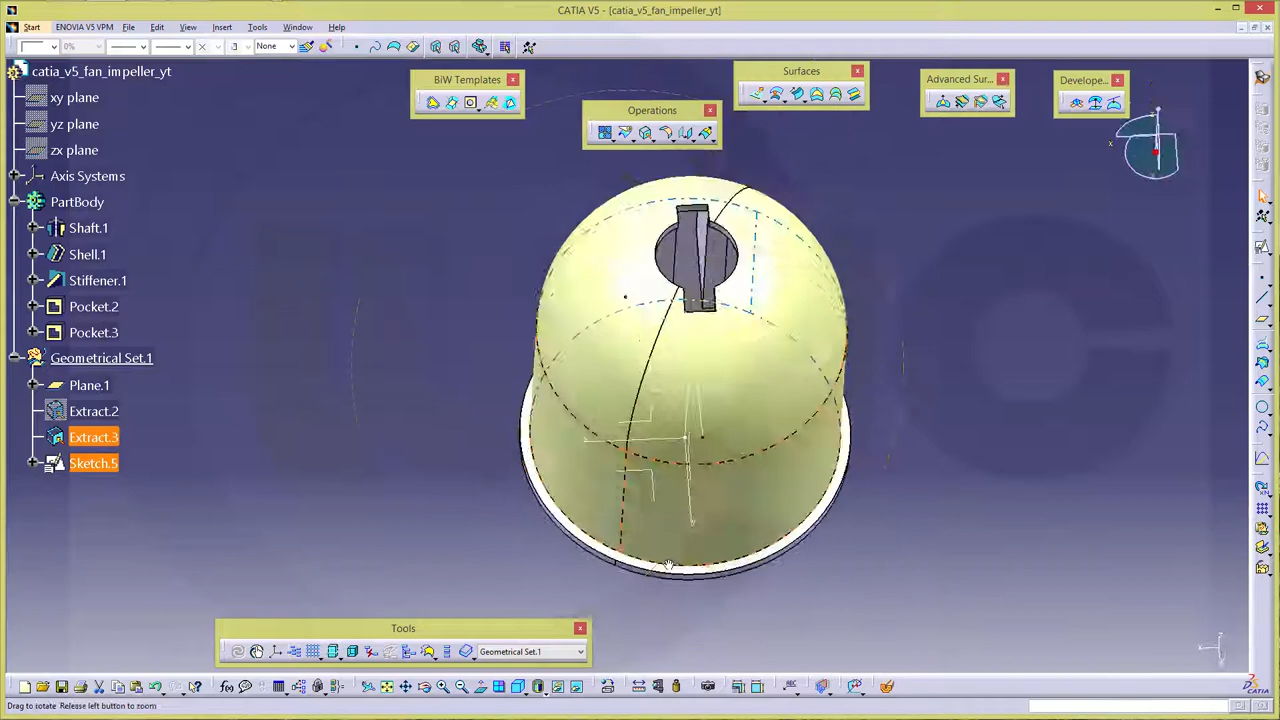 CATIA V5 - [catia_v5_fan_impeller_yt]
Start ENOVIA V5 VPM File Edit View Insert Tools Window Help
0% None
catia_v5_fan_impeller_yt
xy plane
yz plane
zx plane
Axis Systems
PartBody
Shaft.1
Shell.1
Stiffener.1
Pocket.2
Pocket.3
Geometrical Set.1
Plane.1
Extract.2
Extract.3
Sketch.5
BiW Templates
Operations
Surfaces
Advanced Sur...
Develope...
x
Tools
Geometrical Set.1
Drag to rotate Release left button to zoom
CATIA